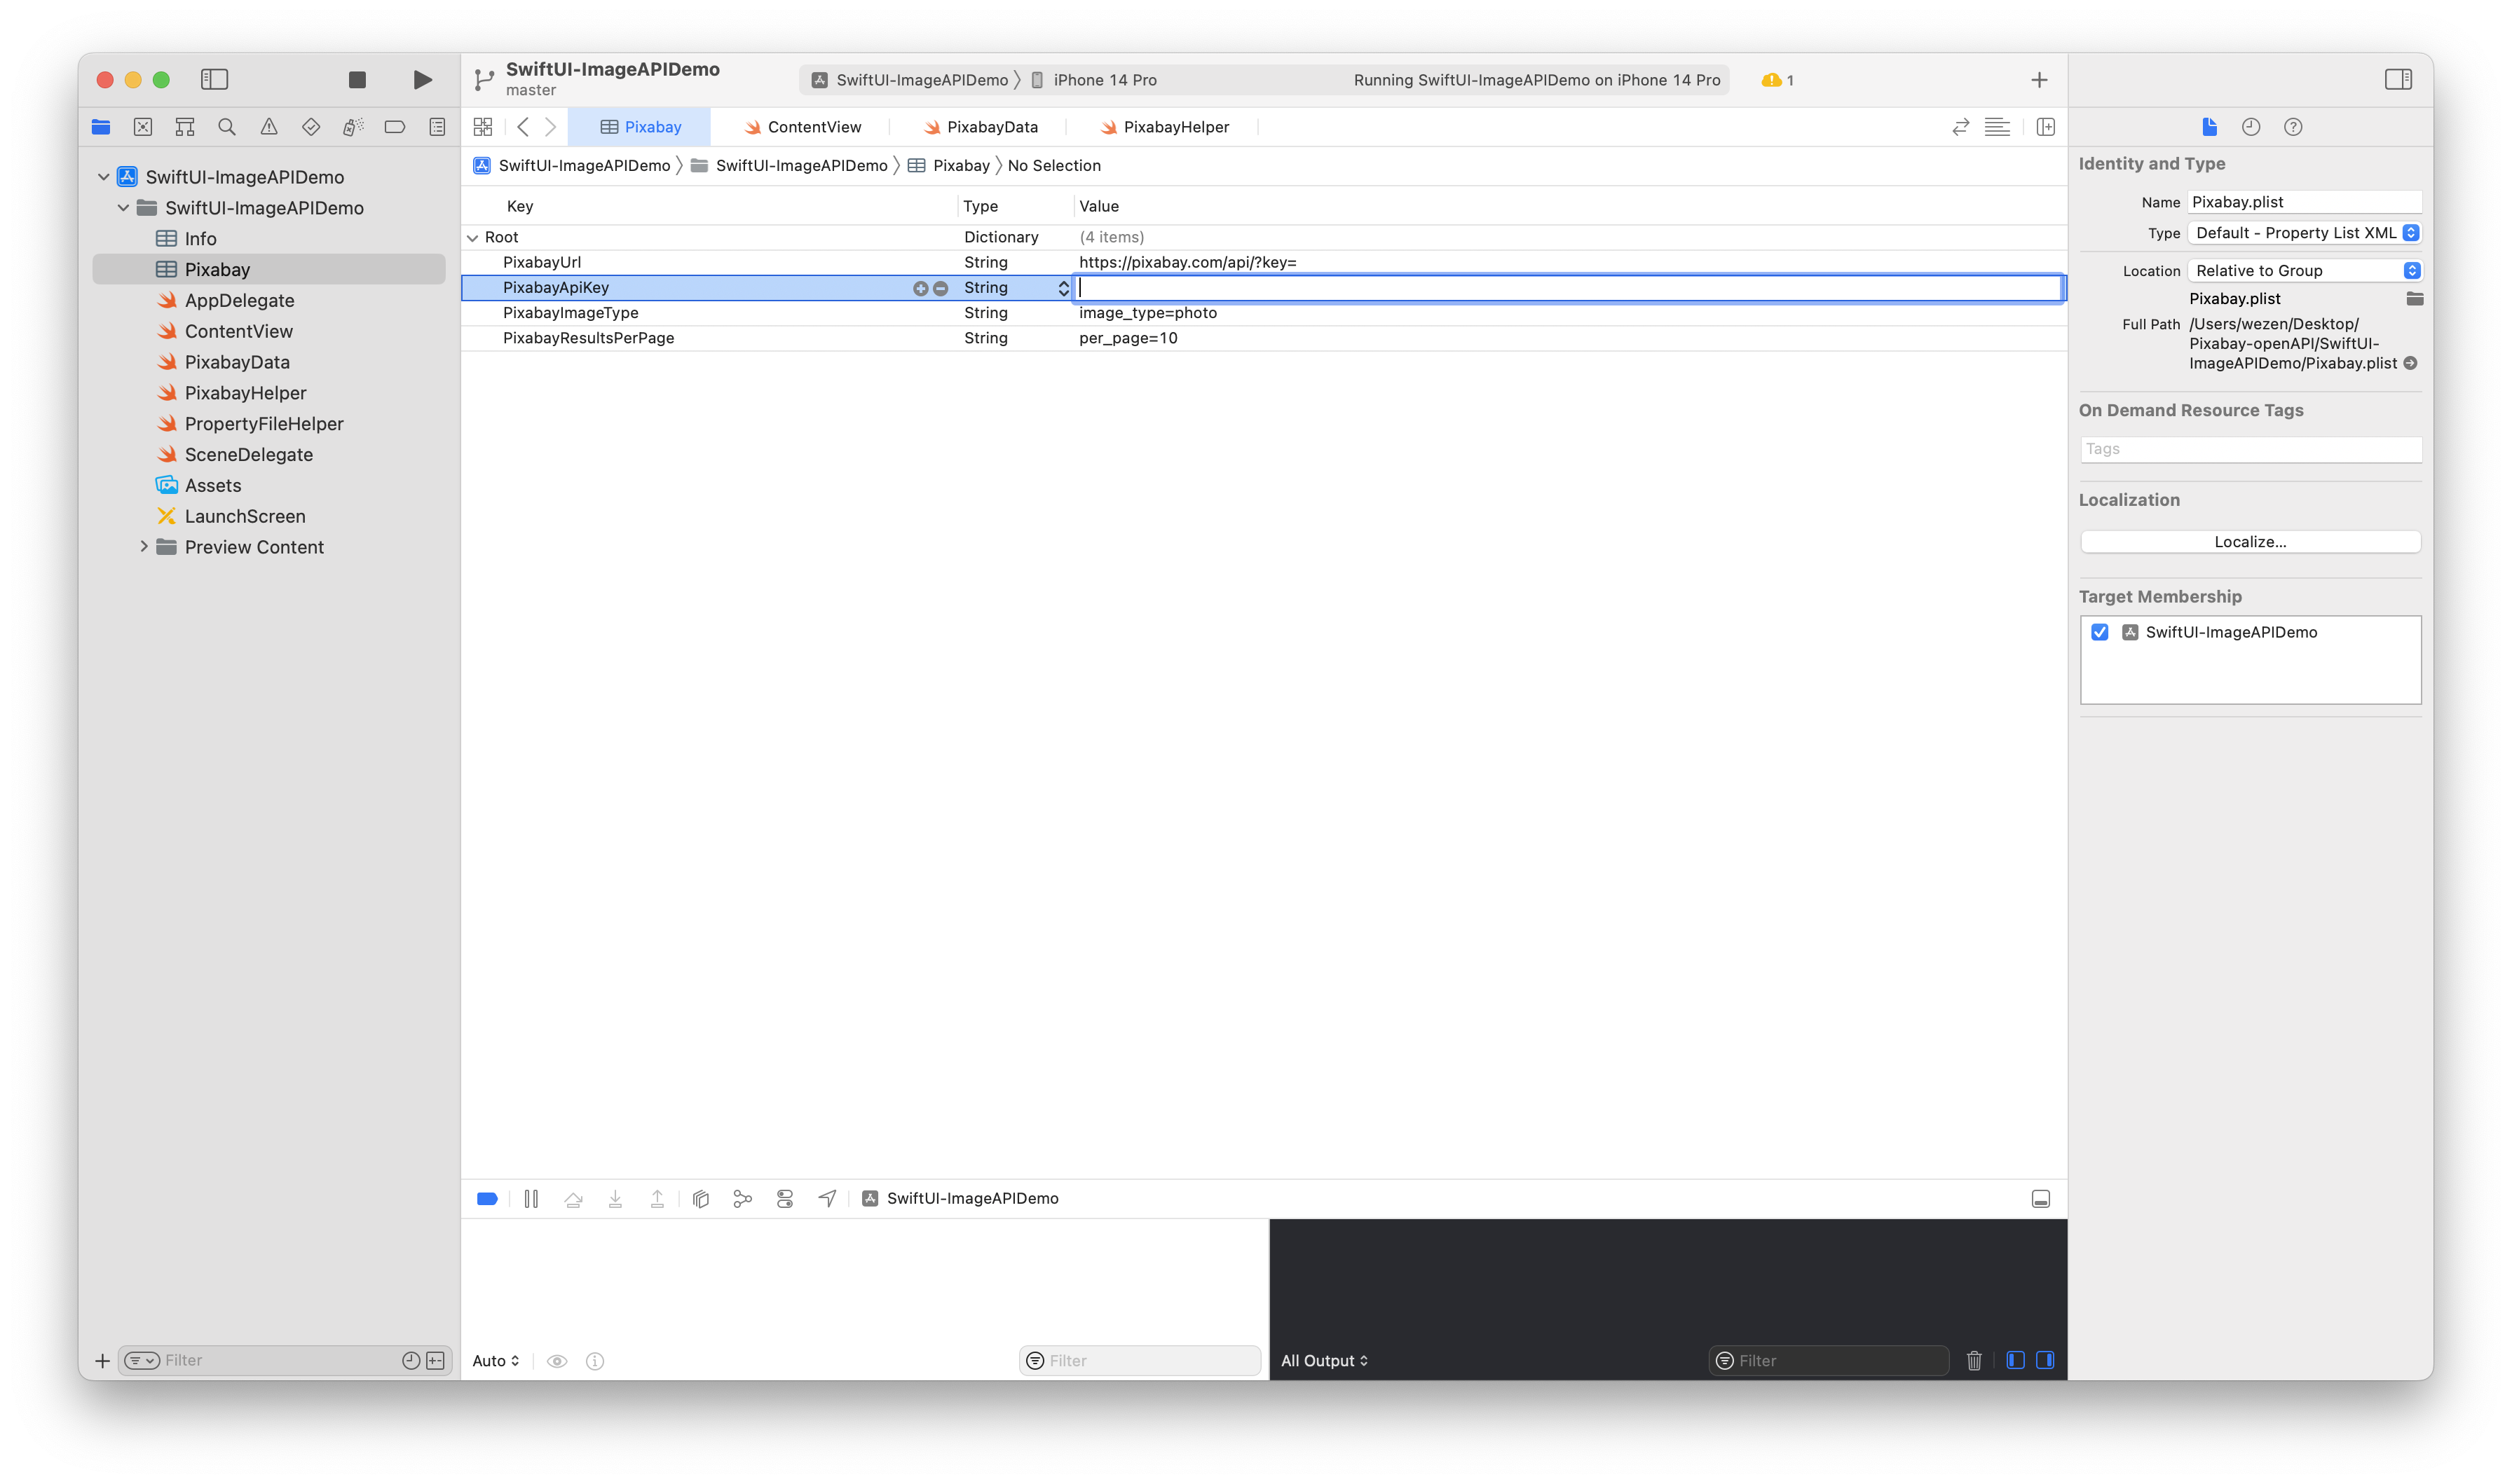 SwiftUI-ImageAPIDemo
master
SwiftUI-ImageAPIDemo
iPhone 14 Pro
Running SwiftUI-ImageAPIDemo on iPhone 14 Pro
1
Pixabay
ContentView
PixabayData
PixabayHelper
SwiftUI-ImageAPIDemo
SwiftUI-ImageAPIDemo
Pixabay
No Selection
SwiftUI-ImageAPIDemo
SwiftUI-ImageAPIDemo
Info
Pixabay
AppDelegate
ContentView
PixabayData
PixabayHelper
PropertyFileHelper
SceneDelegate
Assets
LaunchScreen
Preview Content
Filter
Key Type Value
Root Dictionary (4 items)
PixabayUrl String https://pixabay.com/api/?key=
PixabayApiKey String
PixabayImageType String image_type=photo
PixabayResultsPerPage String per_page=10
SwiftUI-ImageAPIDemo
Auto
Filter
All Output
Filter
Identity and Type
Name Pixabay.plist
Type Default - Property List XML
Location Relative to Group
Pixabay.plist
Full Path /Users/wezen/Desktop/
Pixabay-openAPI/SwiftUI-
ImageAPIDemo/Pixabay.plist
On Demand Resource Tags
Tags
Localization
Localize...
Target Membership
SwiftUI-ImageAPIDemo